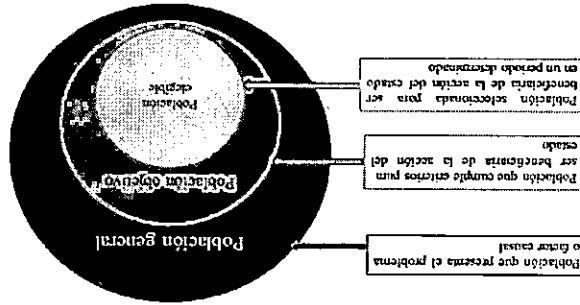 Población que presenta el problema
o factor causal
Población general
Población que cumple criterios para
ser beneficiaria de la acción del
estado
Población objetivo
Población seleccionada para ser
beneficiaria de la acción del estado
en un periodo determinado
Población
elegible